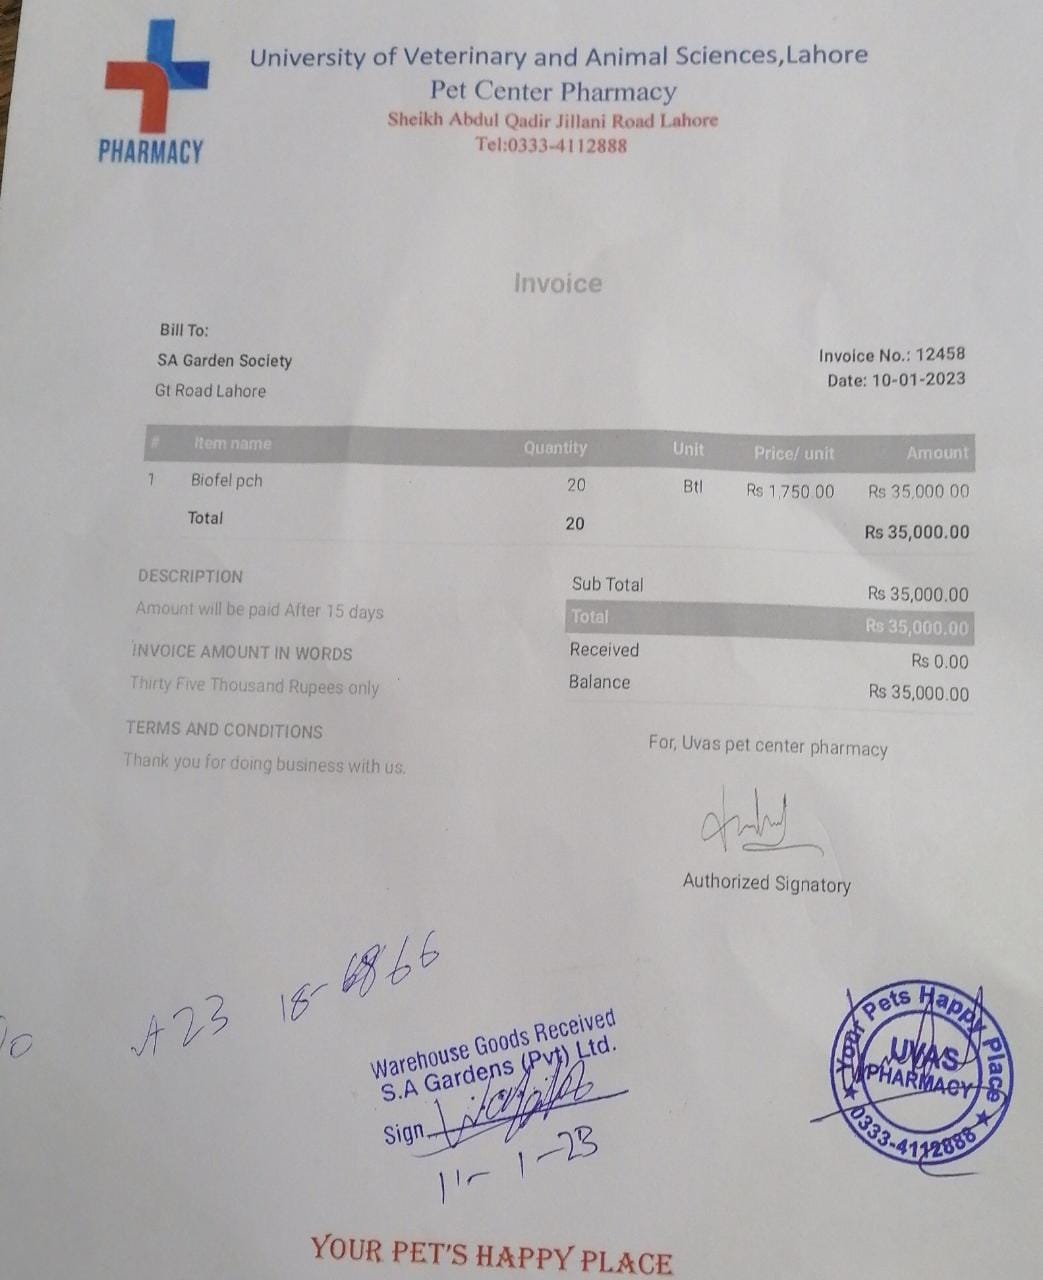 University of Veterinary and Animal Sciences,Lahore
Pet Center Pharmacy
Sheikh Abdul Qadir Jillani Road Lahore
Tel:0333-4112888
PHARMACY
Invoice
Bill To:
SA Garden Society
Gt Road Lahore
Invoice No.: 12458
Date: 10-01-2023
# Item name Quantity Unit Price/ unit Amount
1 Biofel pch 20 Btl Rs 1,750.00 Rs 35,000.00
Total 20 Rs 35,000.00
DESCRIPTION
Amount will be paid After 15 days
INVOICE AMOUNT IN WORDS
Thirty Five Thousand Rupees only
TERMS AND CONDITIONS
Thank you for doing business with us.
Sub Total Rs 35,000.00
Total Rs 35,000.00
Received Rs 0.00
Balance Rs 35,000.00
For, Uvas pet center pharmacy
Authorized Signatory
A23 18-6866
Warehouse Goods Received
S.A Gardens (Pvt) Ltd.
Sign
11-1-23
Your Pets Happy Place
UVAS
PHARMACY
0333-4112888
YOUR PET'S HAPPY PLACE